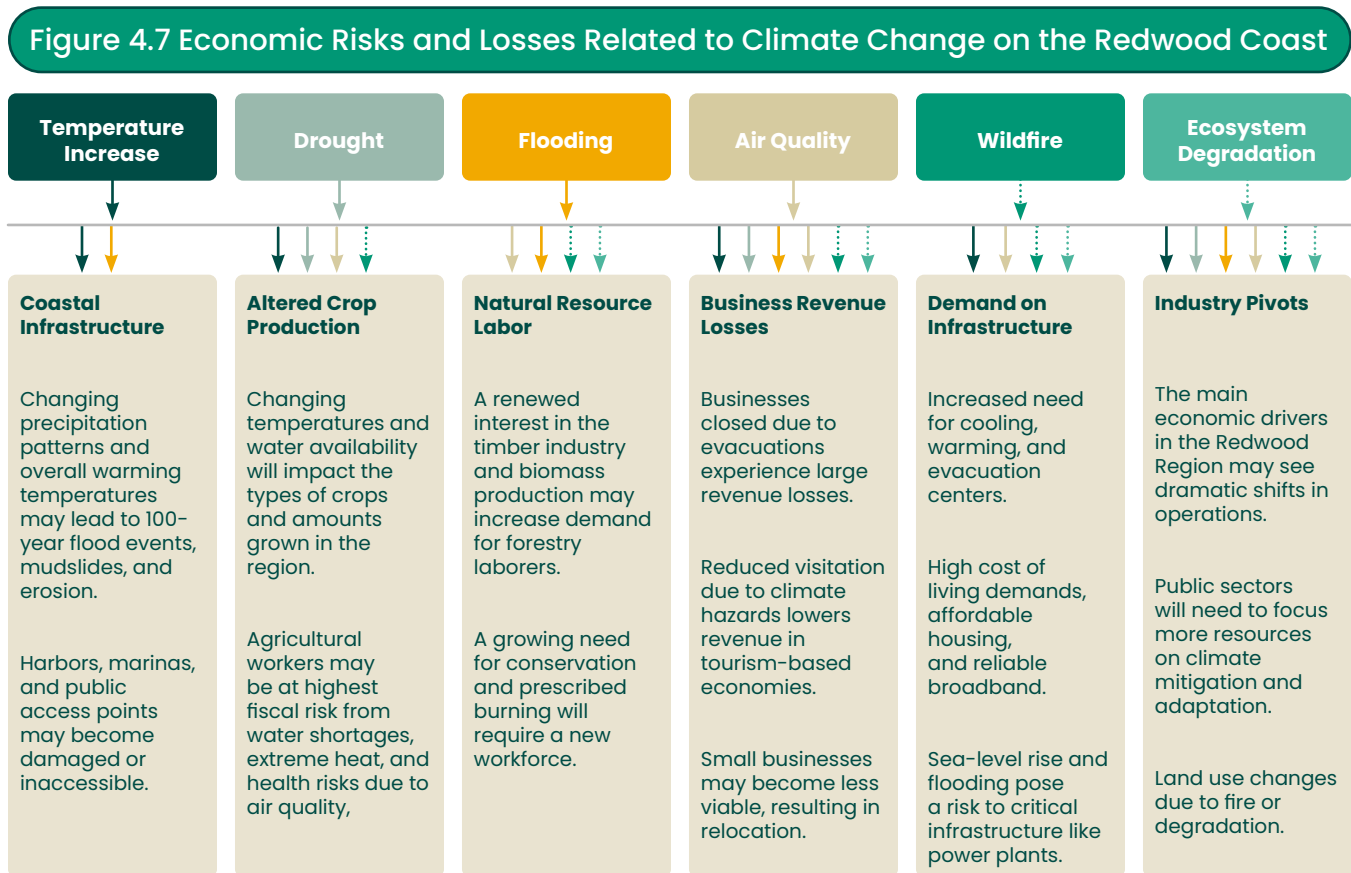 Figure 4.7 Economic Risks and Losses Related to Climate Change on the Redwood Coast
Temperature
Increase
Drought
Flooding
Air Quality
Wildfire
Ecosystem
Degradation
Coastal
Infrastructure
Changing
precipitation
patterns and
overall warming
temperatures
may lead to 100-
year flood events,
mudslides, and
erosion.
Harbors, marinas,
and public
access points
may become
damaged or
inaccessible.
Altered Crop
Production
Changing
temperatures and
water availability
will impact the
types of crops
and amounts
grown in the
region.
Agricultural
workers may
be at highest
fiscal risk from
water shortages,
extreme heat, and
health risks due to
air quality,
Natural Resource
Labor
A renewed
interest in the
timber industry
and biomass
production may
increase demand
for forestry
laborers.
A growing need
for conservation
and prescribed
burning will
require a new
workforce.
Business Revenue
Losses
Businesses
closed due to
evacuations
experience large
revenue losses.
Reduced visitation
due to climate
hazards lowers
revenue in
tourism-based
economies.
Small businesses
may become less
viable, resulting in
relocation.
Demand on
Infrastructure
Increased need
for cooling,
warming, and
evacuation
centers.
High cost of
living demands,
affordable
housing,
and reliable
broadband.
Sea-level rise and
flooding pose
a risk to critical
infrastructure like
power plants.
Industry Pivots
The main
economic drivers
in the Redwood
Region may see
dramatic shifts in
operations.
Public sectors
will need to focus
more resources
on climate
mitigation and
adaptation.
Land use changes
due to fire or
degradation.